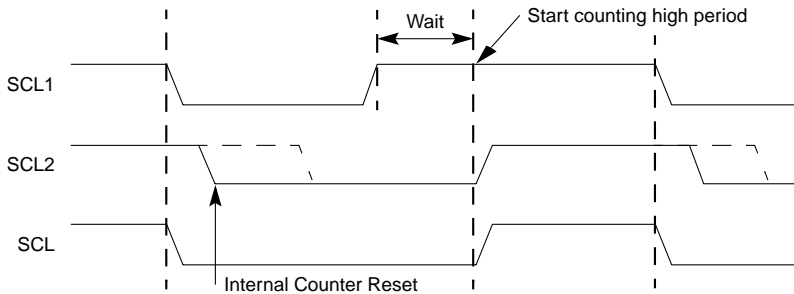 Wait
Start counting high period
SCL1
SCL2
SCL
Internal Counter Reset